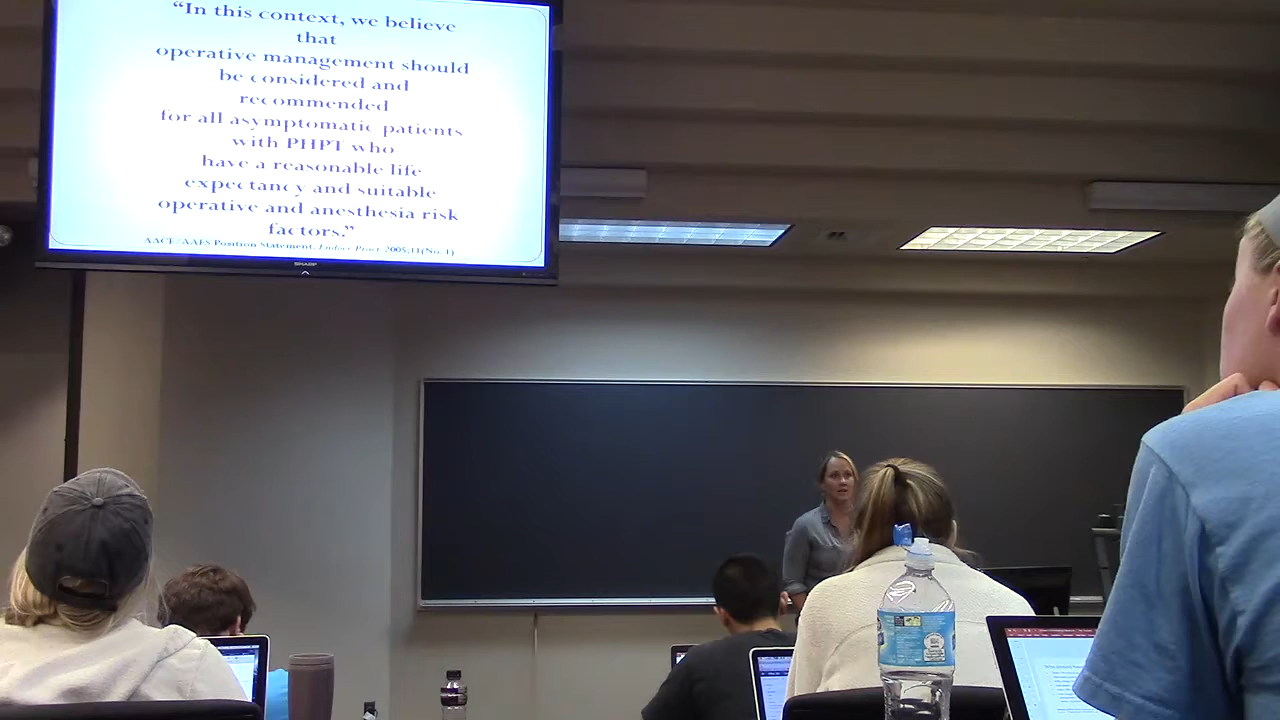 “In this context, we believe
that
operative management should
be considered and
recommended
for all asymptomatic patients
with PHPT who
have a reasonable life
expectancy and suitable
operative and anesthesia risk
factors.”
AACE/AAES Position Statement. Endocr Pract. 2005;11(No. 1)
SHARP